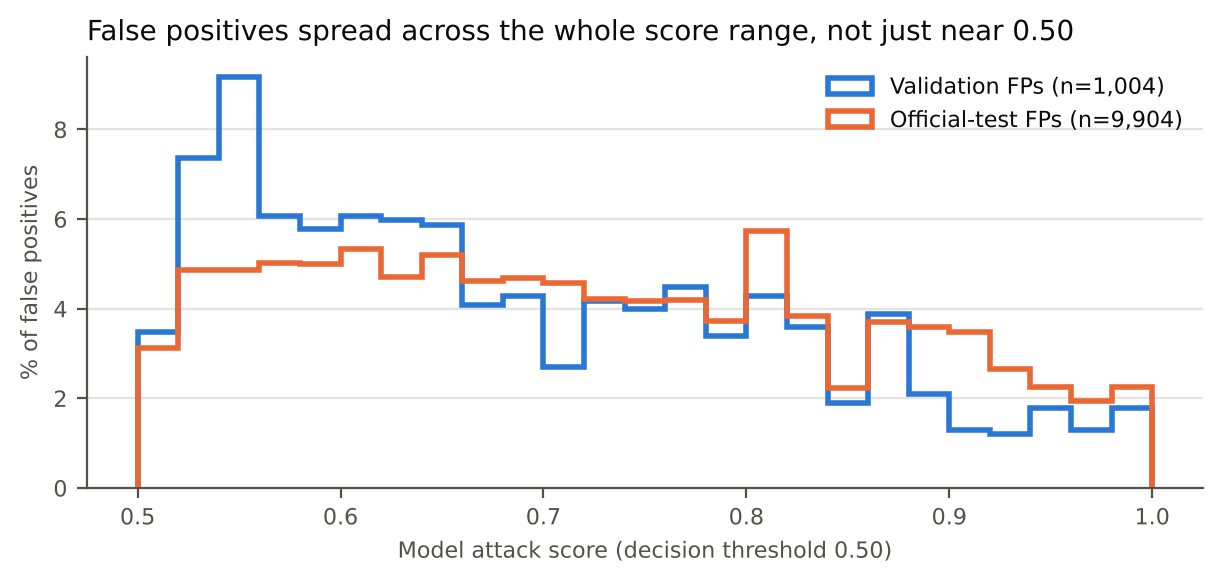 False positives spread across the whole score range, not just near 0.50
Validation FPs (n=1,004)
Official-test FPs (n=9,904)
% of false positives
8
6
4
2
0
0.5
0.6
0.7
0.8
0.9
1.0
Model attack score (decision threshold 0.50)